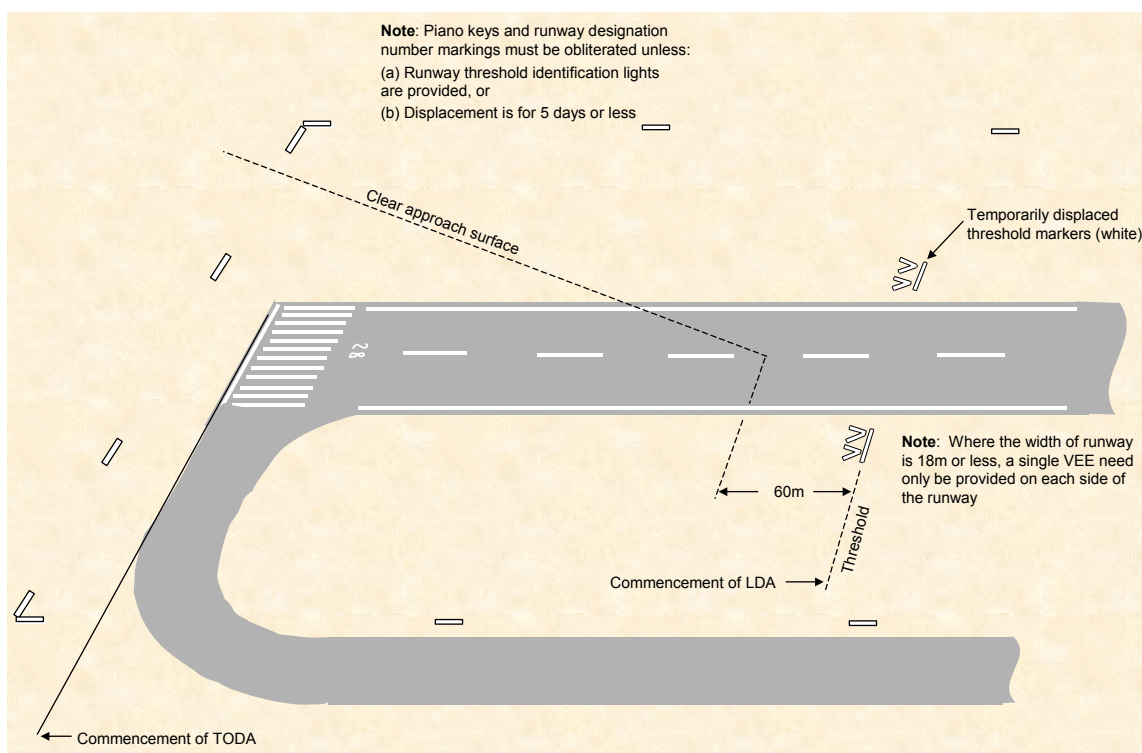 Note: Piano keys and runway designation
number markings must be obliterated unless:
(a) Runway threshold identification lights
are provided, or
(b) Displacement is for 5 days or less
Clear approach surface
Temporarily displaced
threshold markers (white)
28
Note: Where the width of runway
is 18m or less, a single VEE need
only be provided on each side of
the runway
60m
Threshold
Commencement of LDA
Commencement of TODA